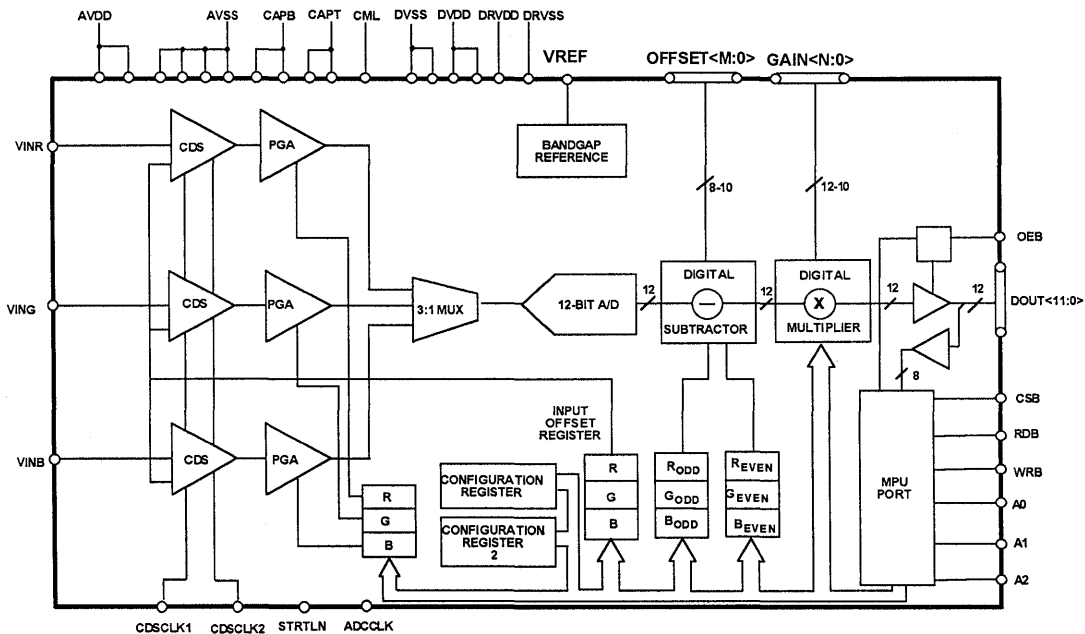 AVDD
AVSS
CAPB
CAPT
CML
DVSS
DVDD
DRVDD
DRVSS
VREF
OFFSET<M:0>
GAIN<N:0>
VINR
CDS
PGA
BANDGAP
REFERENCE
8-10
12-10
OEB
VING
CDS
PGA
3:1 MUX
12-BIT A/D
12
DIGITAL
—
SUBTRACTOR
12
DIGITAL
X
MULTIPLIER
12
12
DOUT<11:0>
8
VINB
CDS
PGA
INPUT
OFFSET
REGISTER
R
G
B
CONFIGURATION
REGISTER
CONFIGURATION
REGISTER
2
R
G
B
RODD
GODD
BODD
REVEN
GEVEN
BEVEN
MPU
PORT
CSB
RDB
WRB
A0
A1
A2
CDSCLK1
CDSCLK2
STRTLN
ADCCLK